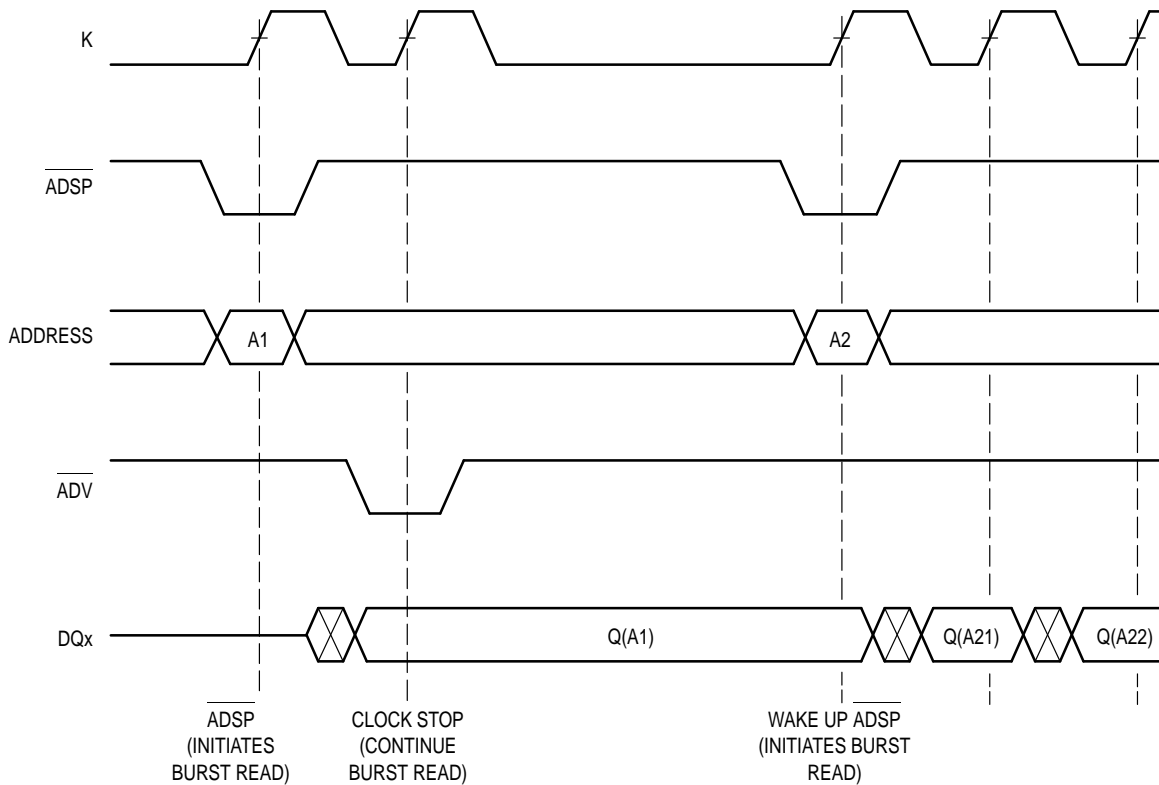 K
ADSP
ADDRESS
A1
A2
ADV
DQx
Q(A1)
Q(A21)
Q(A22)
ADSP
(INITIATES
BURST READ)
CLOCK STOP
(CONTINUE
BURST READ)
WAKE UP ADSP
(INITIATES BURST
READ)